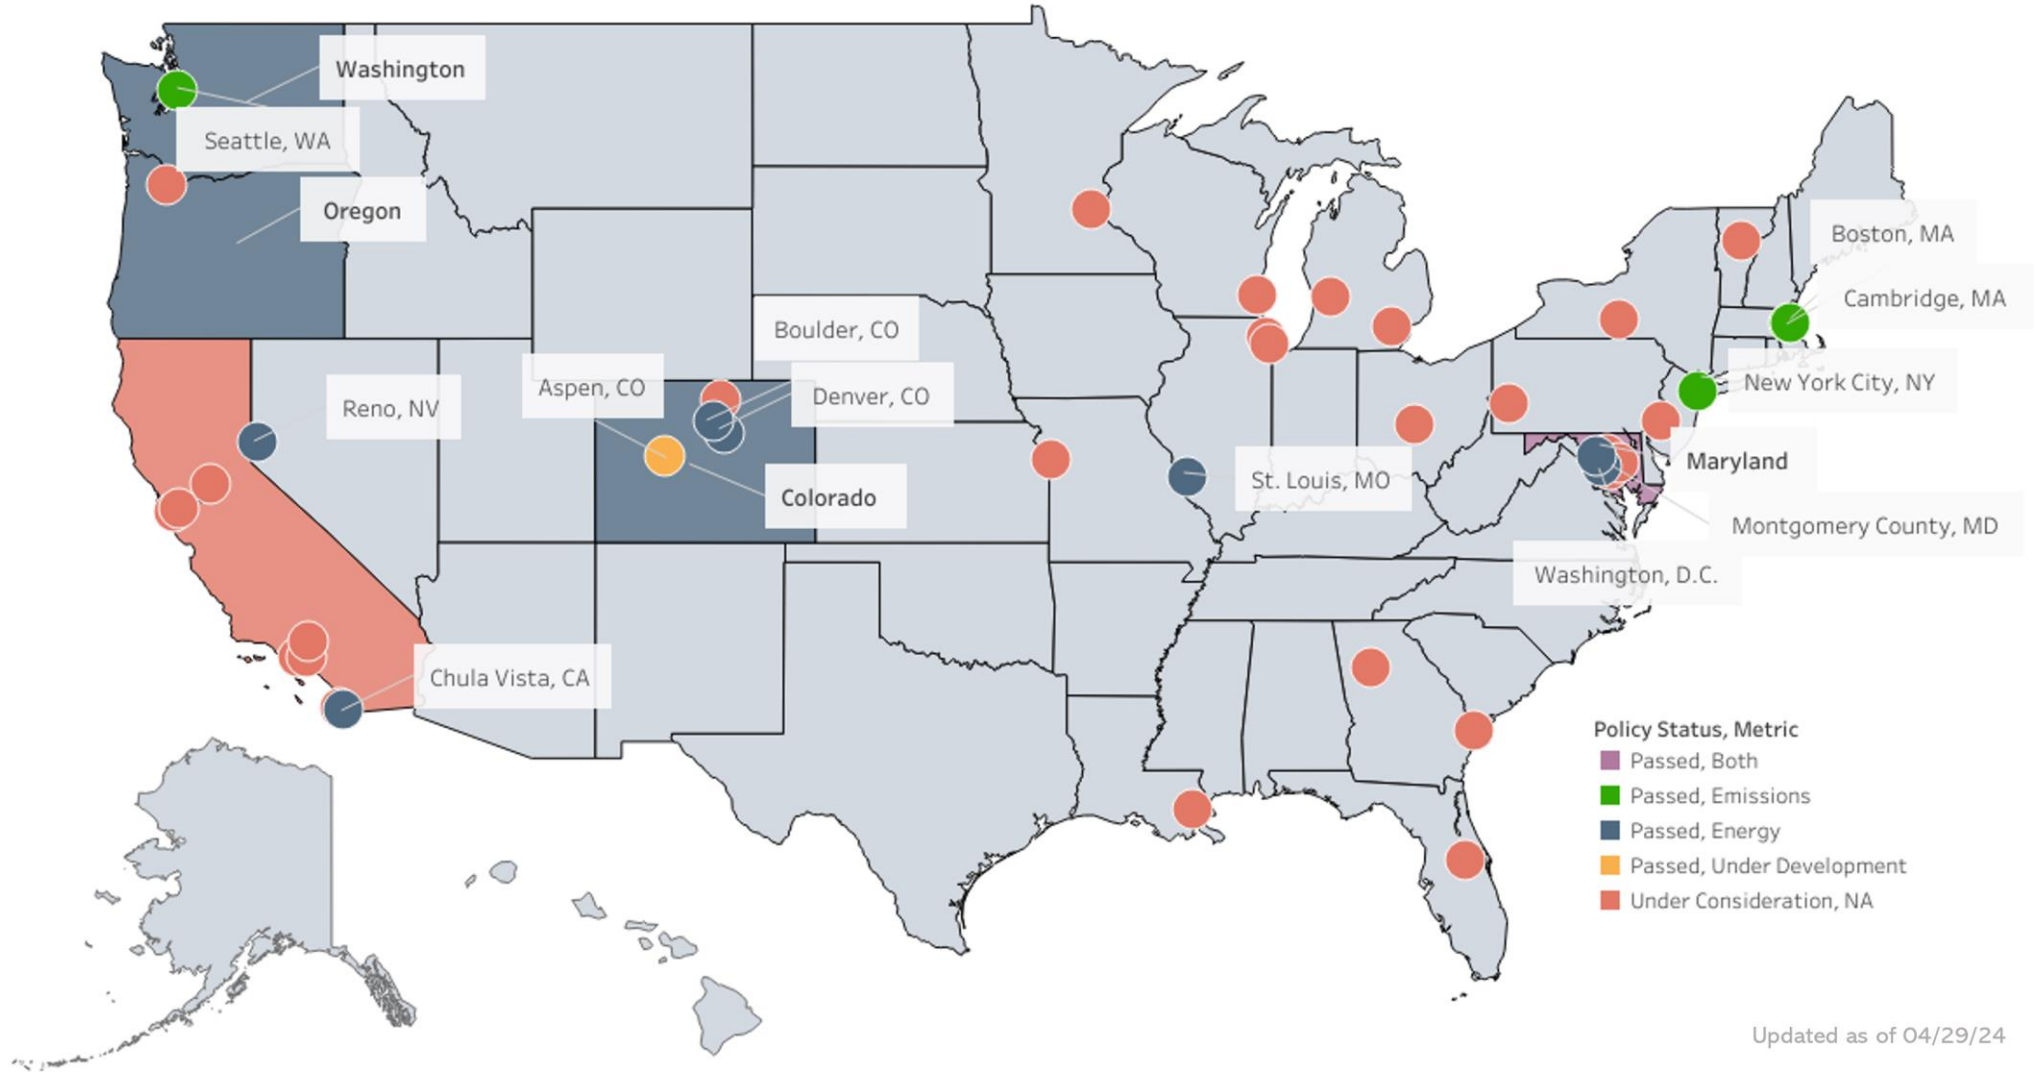 Washington
Seattle, WA
Oregon
Boston, MA
Cambridge, MA
Boulder, CO
Aspen, CO
Denver, CO
New York City, NY
Reno, NV
Maryland
St. Louis, MO
Colorado
Montgomery County, MD
Washington, D.C.
Chula Vista, CA
Policy Status, Metric
Passed, Both
Passed, Emissions
Passed, Energy
Passed, Under Development
Under Consideration, NA
Updated as of 04/29/24